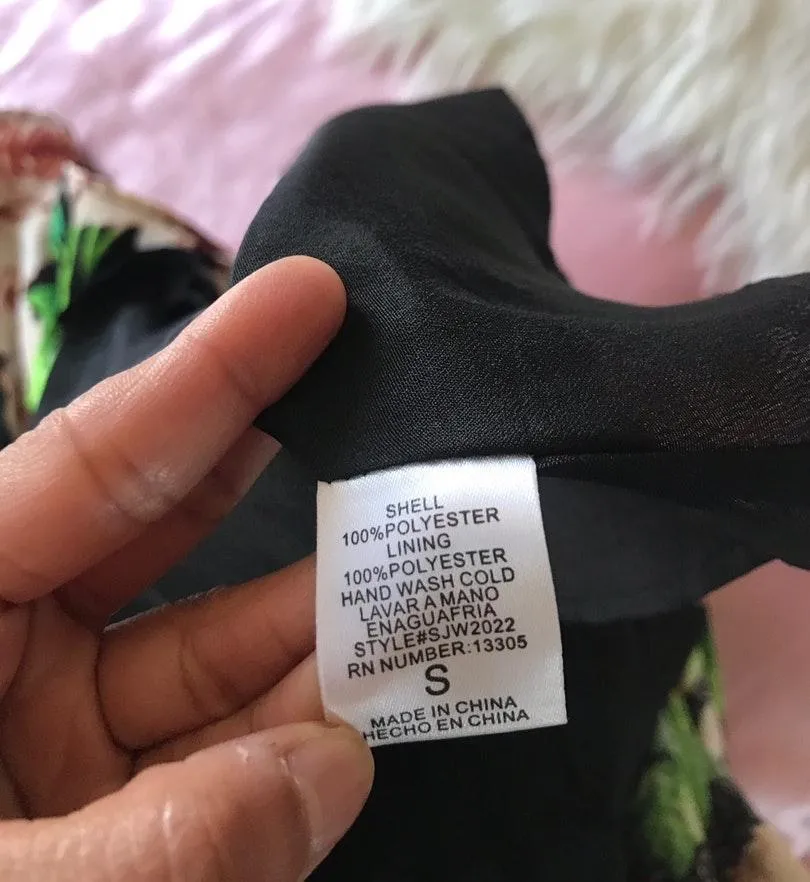 SHELL
100%POLYESTER
LINING
100%POLYESTER
HAND WASH COLD
LAVAR A MANO
ENAGUAFRIA
STYLE#SJW2022
RN NUMBER:13305
S
MADE IN CHINA
HECHO EN CHINA